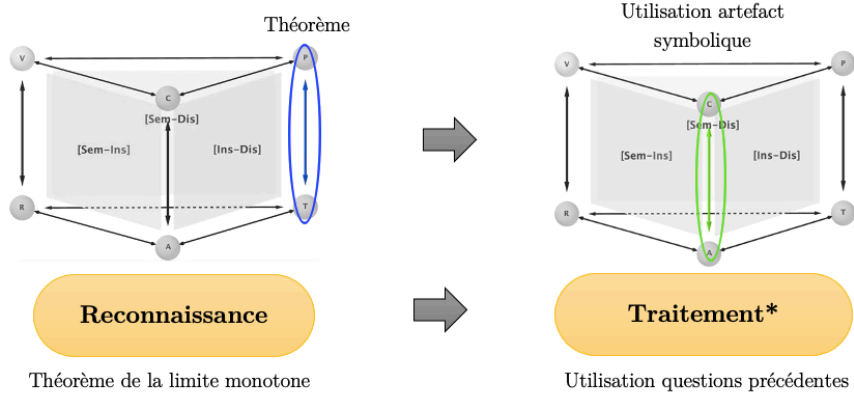 Théorème
Utilisation artefact
symbolique
V
P
C
[Sem-Dis]
[Sem-Ins]
[Ins-Dis]
R
T
A
V
P
C
[Sem-Dis]
[Sem-Ins]
[Ins-Dis]
R
T
A
Reconnaissance
Traitement*
Théorème de la limite monotone
Utilisation questions précédentes